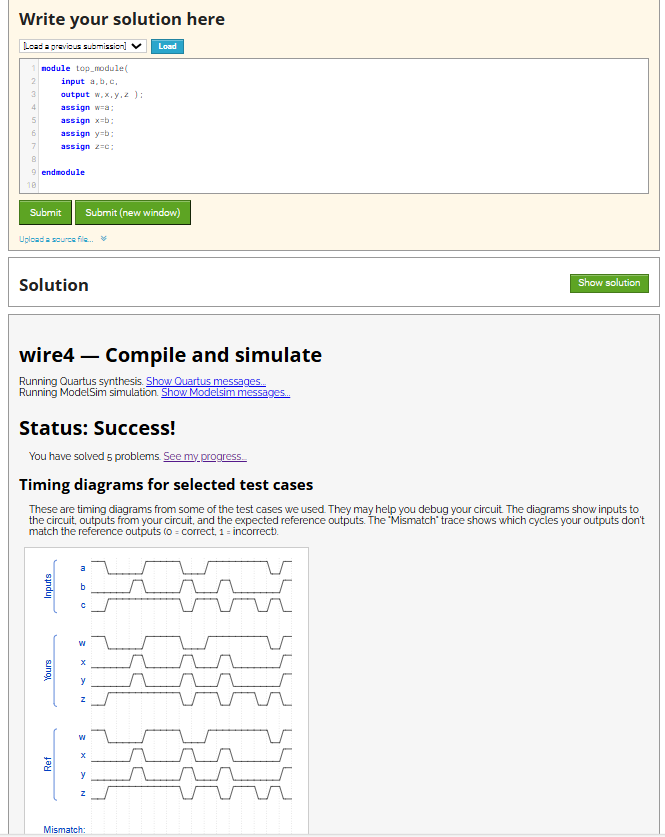 Write your solution here
[Load a previous submission] Load
1 module top_module(
2 input a,b,c,
3 output w,x,y,z );
4 assign w=a;
5 assign x=b;
6 assign y=b;
7 assign z=c;
8
9 endmodule
10
Submit Submit (new window)
Upload a source file...
Solution Show solution
wire4 — Compile and simulate
Running Quartus synthesis. Show Quartus messages...
Running ModelSim simulation. Show Modelsim messages...
Status: Success!
You have solved 5 problems. See my progress...
Timing diagrams for selected test cases
These are timing diagrams from some of the test cases we used. They may help you debug your circuit. The diagrams show inputs to
the circuit, outputs from your circuit, and the expected reference outputs. The "Mismatch" trace shows which cycles your outputs don't
match the reference outputs (0 = correct, 1 = incorrect).
Inputs
a
b
c
Yours
w
x
y
z
Ref
w
x
y
z
Mismatch: